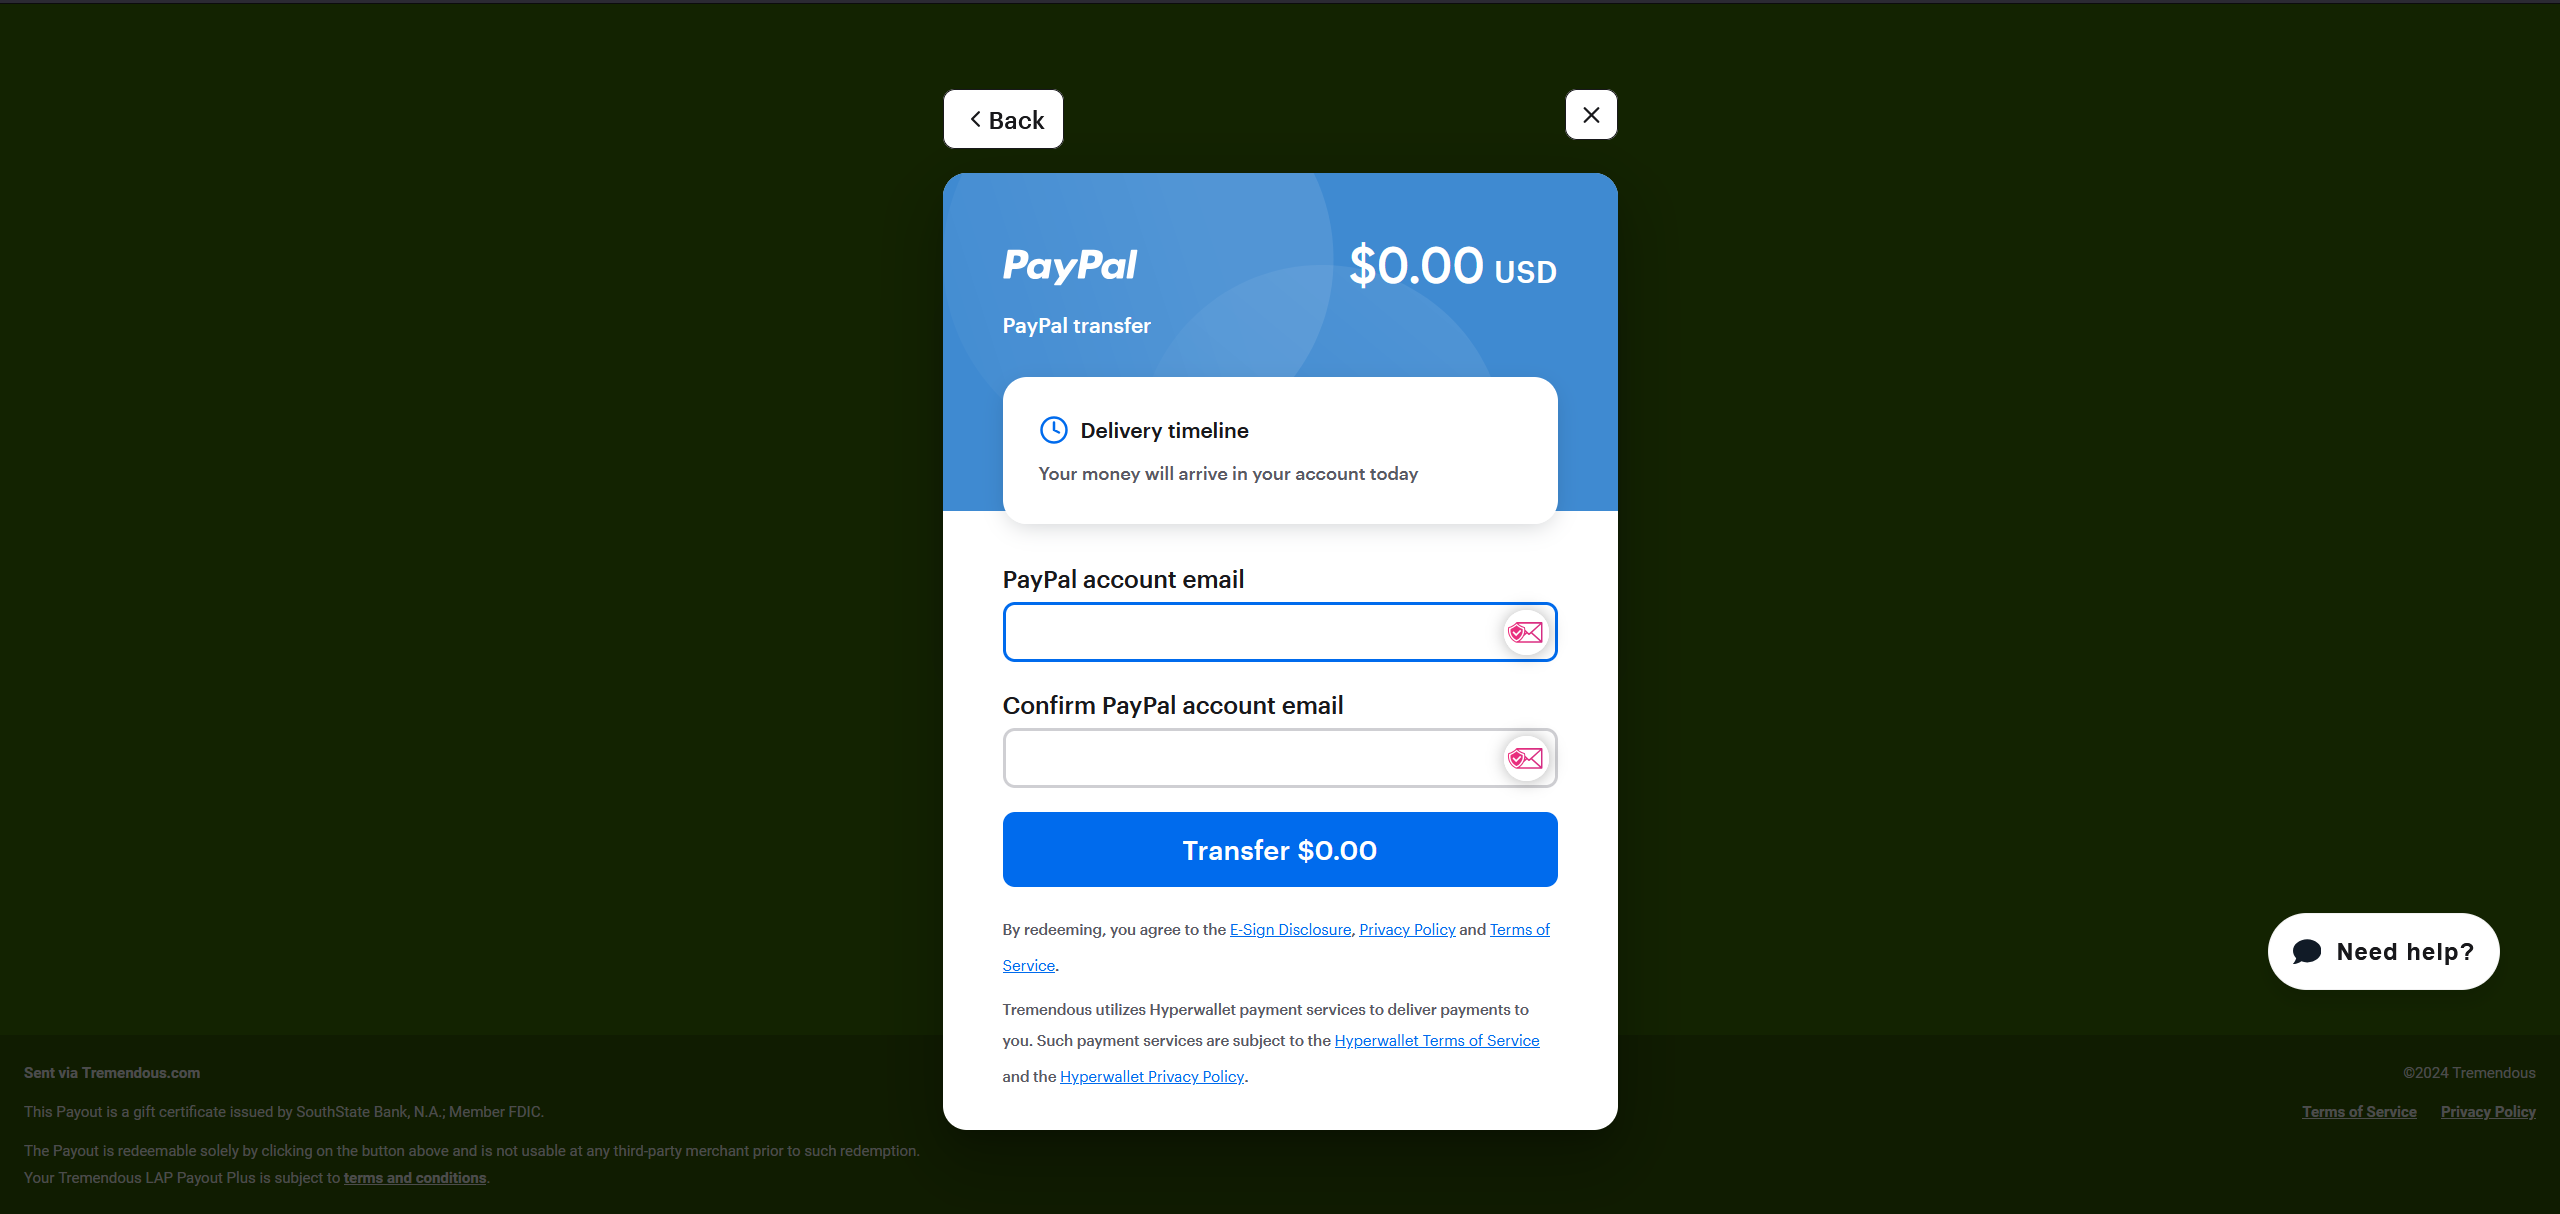 Back
PayPal
$0.00 USD
PayPal transfer
Delivery timeline
Your money will arrive in your account today
PayPal account email
Confirm PayPal account email
Transfer $0.00
By redeeming, you agree to the E-Sign Disclosure, Privacy Policy and Terms of
Service.
Tremendous utilizes Hyperwallet payment services to deliver payments to
you. Such payment services are subject to the Hyperwallet Terms of Service
and the Hyperwallet Privacy Policy.
Need help?
Sent via Tremendous.com
This Payout is a gift certificate issued by SouthState Bank, N.A.; Member FDIC.
The Payout is redeemable solely by clicking on the button above and is not usable at any third-party merchant prior to such redemption.
Your Tremendous LAP Payout Plus is subject to terms and conditions.
©2024 Tremendous
Terms of Service Privacy Policy